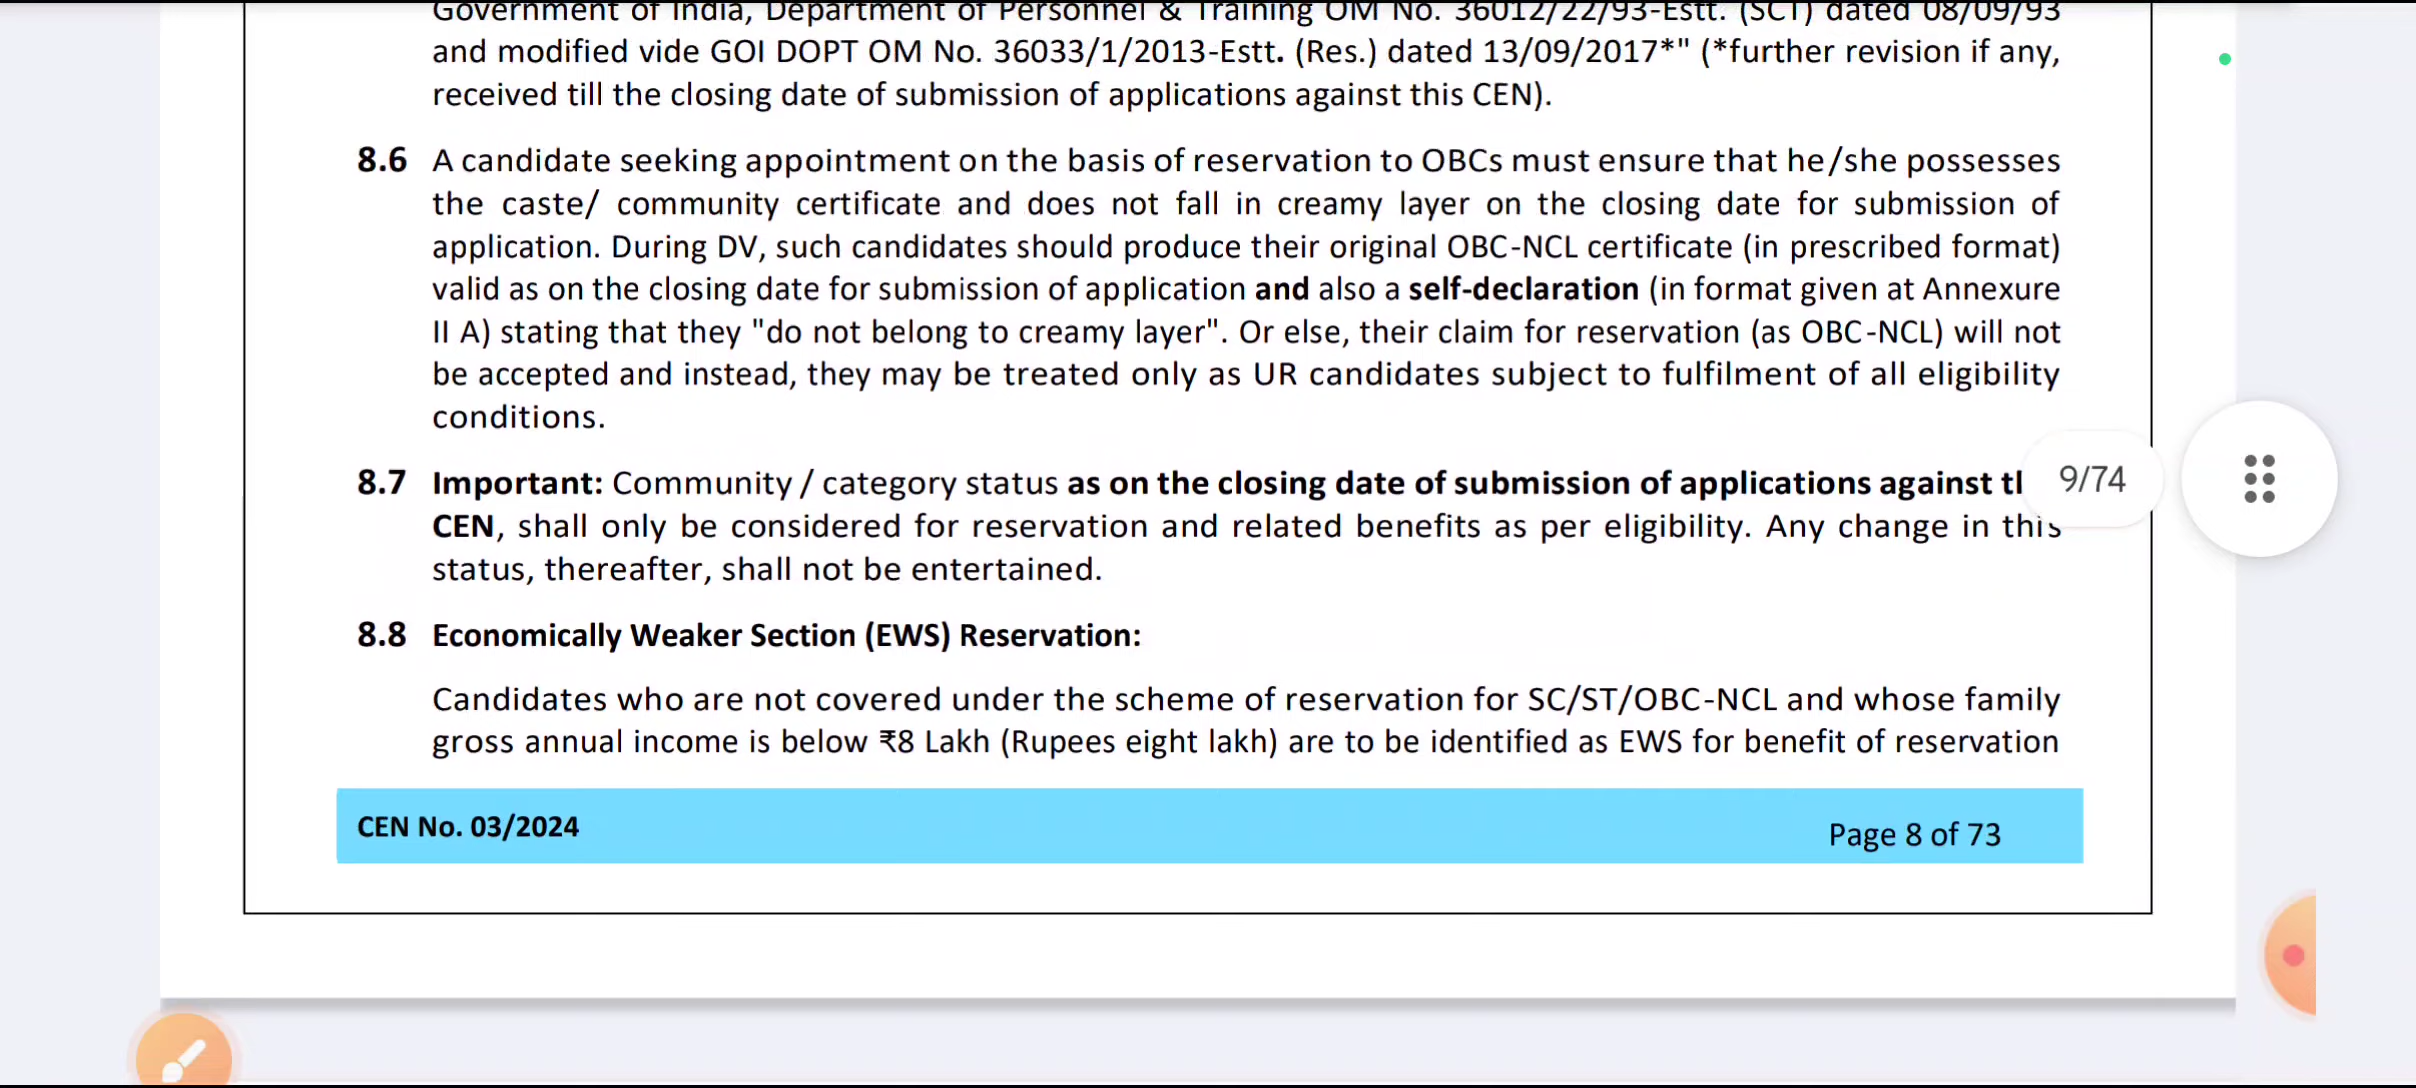 Government of India, Department of Personnel & Training OM No. 36012/22/93-Estt. (SCT) dated 08/09/93
and modified vide GOI DOPT OM No. 36033/1/2013-Estt. (Res.) dated 13/09/2017*" (*further revision if any,
received till the closing date of submission of applications against this CEN).
8.6 A candidate seeking appointment on the basis of reservation to OBCs must ensure that he/she possesses
the caste/ community certificate and does not fall in creamy layer on the closing date for submission of
application. During DV, such candidates should produce their original OBC-NCL certificate (in prescribed format)
valid as on the closing date for submission of application and also a self-declaration (in format given at Annexure
II A) stating that they "do not belong to creamy layer". Or else, their claim for reservation (as OBC-NCL) will not
be accepted and instead, they may be treated only as UR candidates subject to fulfilment of all eligibility
conditions.
8.7 Important: Community / category status as on the closing date of submission of applications against
9/74
CEN, shall only be considered for reservation and related benefits as per eligibility. Any change in this
status, thereafter, shall not be entertained.
8.8 Economically Weaker Section (EWS) Reservation:
Candidates who are not covered under the scheme of reservation for SC/ST/OBC-NCL and whose family
gross annual income is below ₹8 Lakh (Rupees eight lakh) are to be identified as EWS for benefit of reservation
CEN No. 03/2024
Page 8 of 73